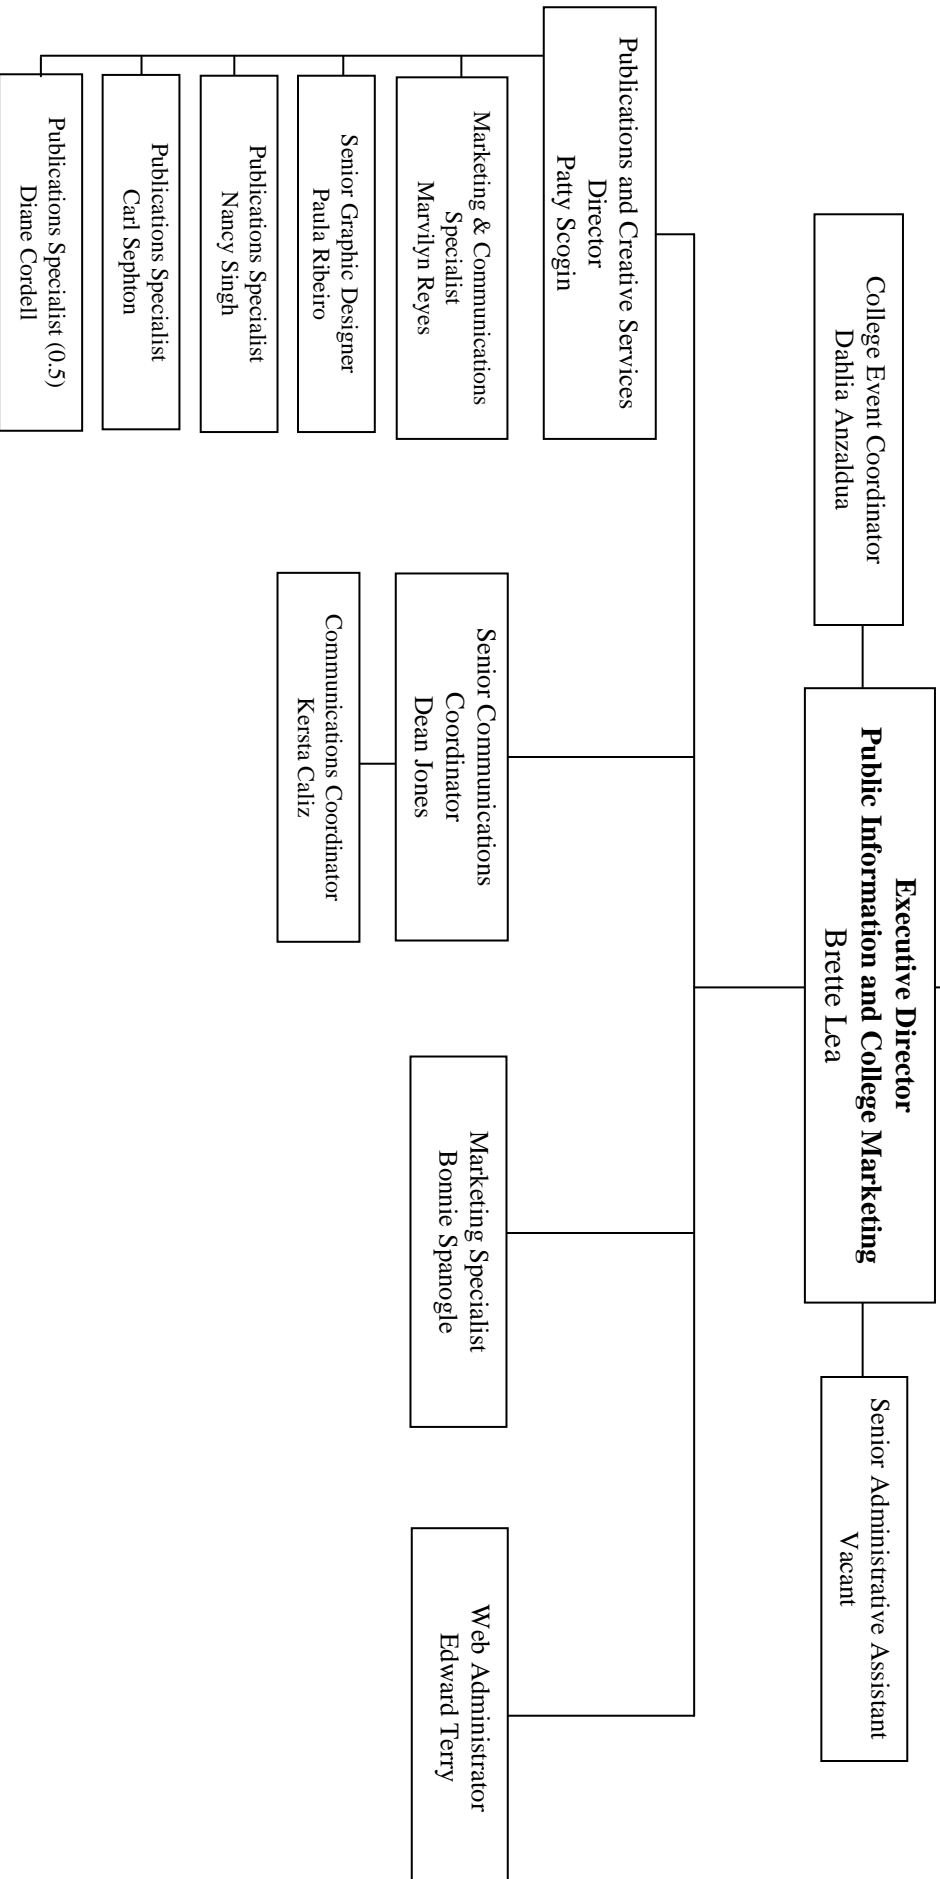 Executive Director
Public Information and College Marketing
Brette Lea
College Event Coordinator
Dahlia Anzaldua
Senior Administrative Assistant
Vacant
Publications and Creative Services
Director
Patty Scogin
Marketing & Communications
Specialist
Marvilyn Reyes
Senior Graphic Designer
Paula Ribeiro
Publications Specialist
Nancy Singh
Publications Specialist
Carl Sephton
Publications Specialist (0.5)
Diane Cordell
Senior Communications
Coordinator
Dean Jones
Communications Coordinator
Kersta Caliz
Marketing Specialist
Bonnie Spanogle
Web Administrator
Edward Terry